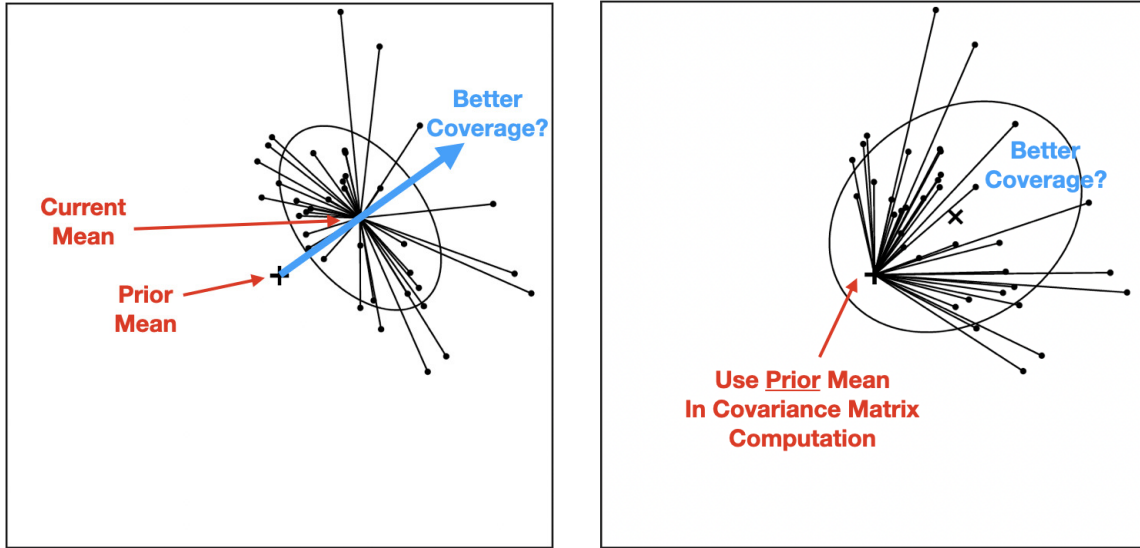 Better
Coverage?
Current
Mean
Prior
Mean
Better
Coverage?
Use Prior Mean
In Covariance Matrix
Computation